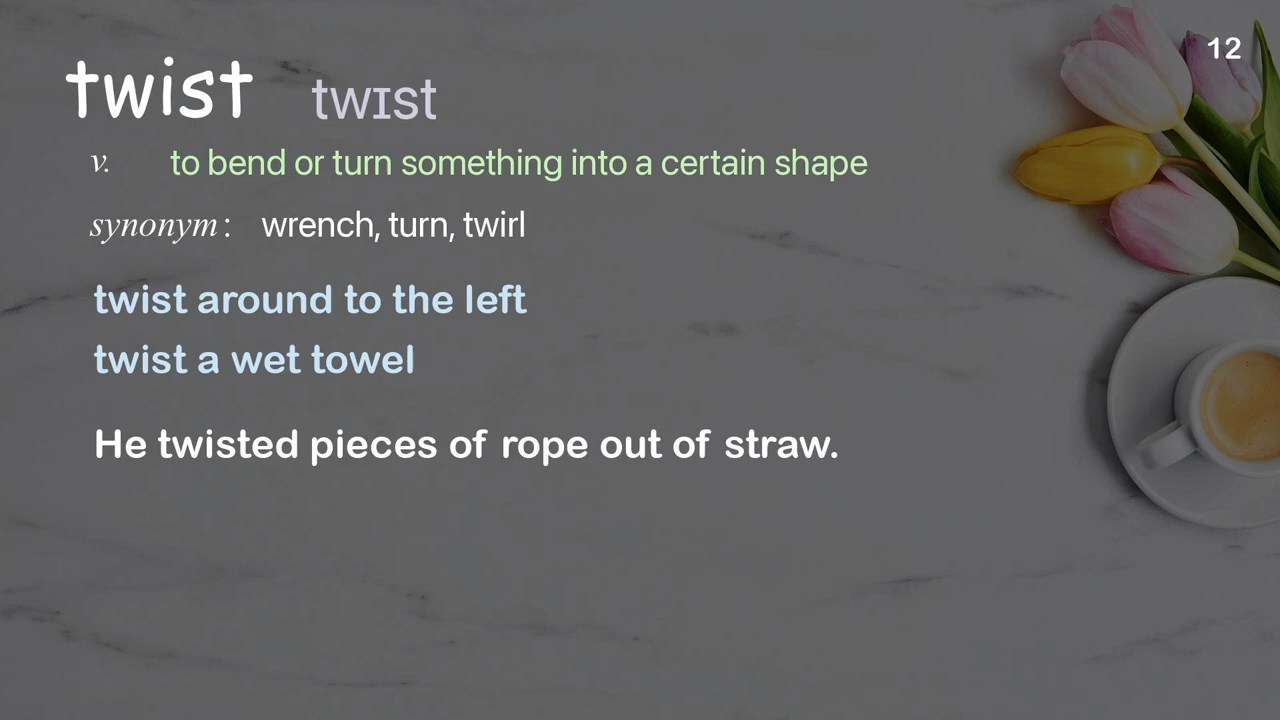 12
twist twɪst
v. to bend or turn something into a certain shape
synonym: wrench, turn, twirl
twist around to the left
twist a wet towel
He twisted pieces of rope out of straw.